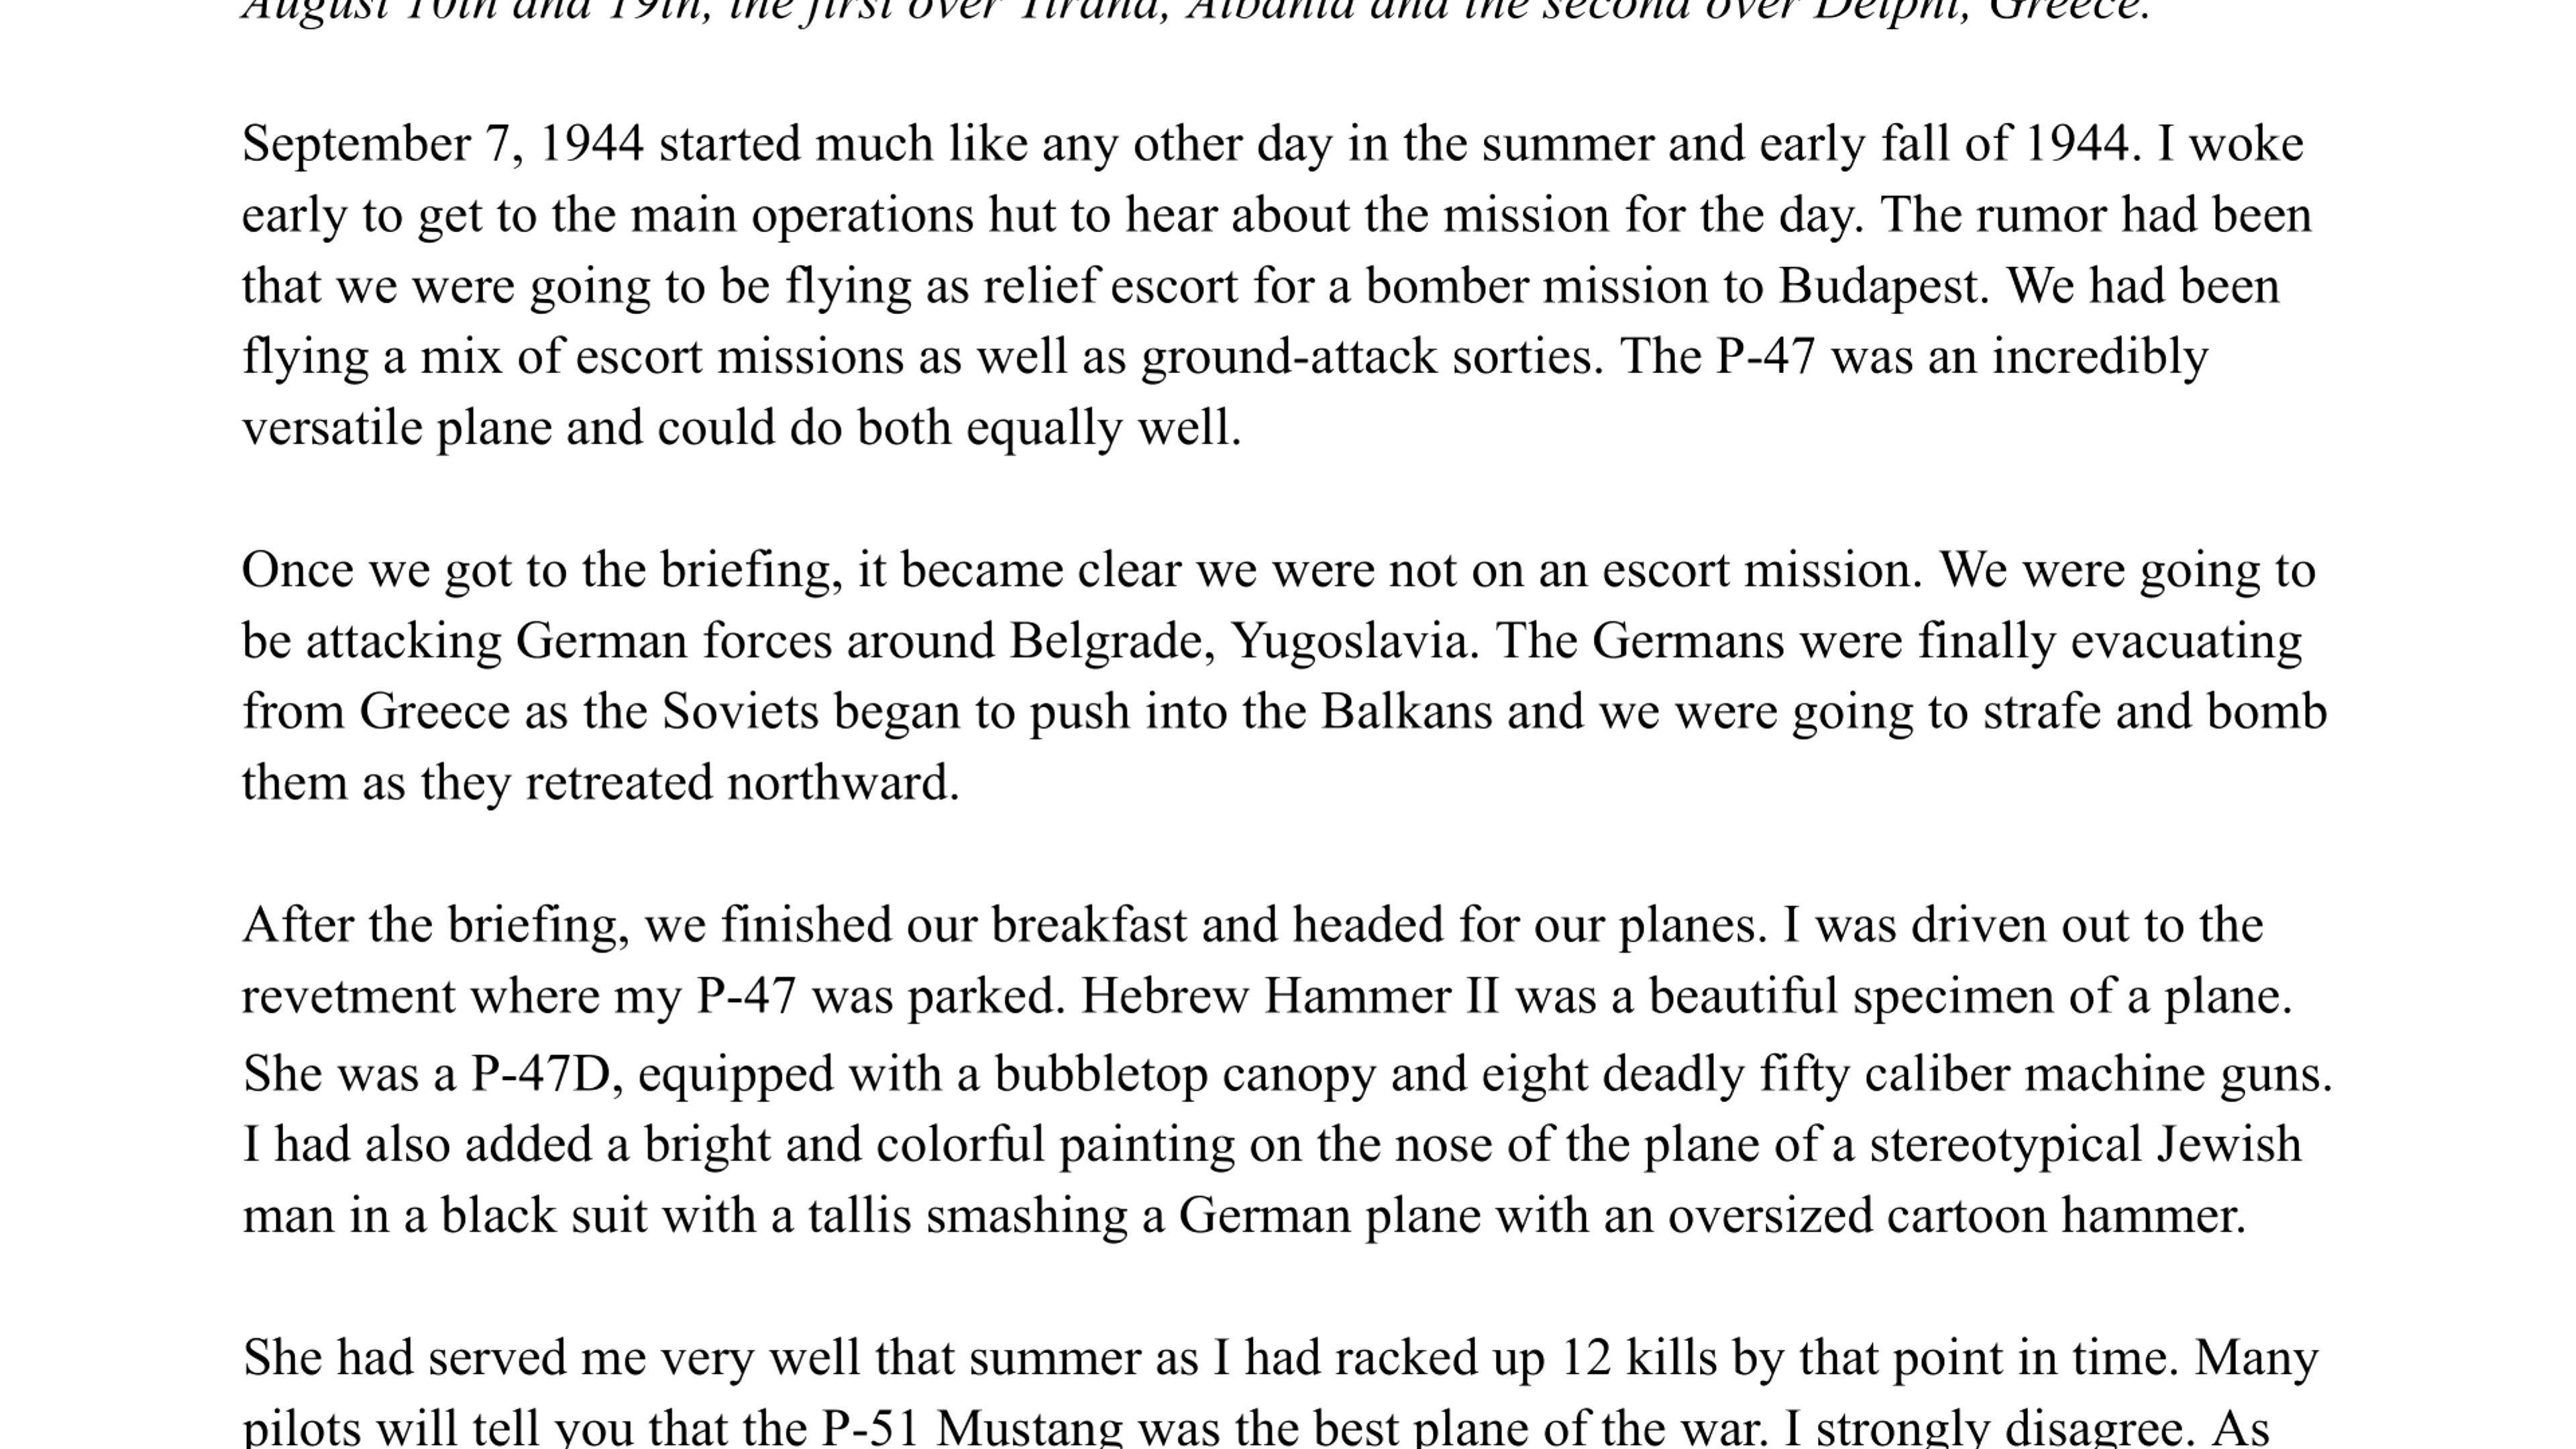 August 10th and 19th, the first over Tirana, Albania and the second over Delphi, Greece.
September 7, 1944 started much like any other day in the summer and early fall of 1944. I woke
early to get to the main operations hut to hear about the mission for the day. The rumor had been
that we were going to be flying as relief escort for a bomber mission to Budapest. We had been
flying a mix of escort missions as well as ground-attack sorties. The P-47 was an incredibly
versatile plane and could do both equally well.
Once we got to the briefing, it became clear we were not on an escort mission. We were going to
be attacking German forces around Belgrade, Yugoslavia. The Germans were finally evacuating
from Greece as the Soviets began to push into the Balkans and we were going to strafe and bomb
them as they retreated northward.
After the briefing, we finished our breakfast and headed for our planes. I was driven out to the
revetment where my P-47 was parked. Hebrew Hammer II was a beautiful specimen of a plane.
She was a P-47D, equipped with a bubbletop canopy and eight deadly fifty caliber machine guns.
I had also added a bright and colorful painting on the nose of the plane of a stereotypical Jewish
man in a black suit with a tallis smashing a German plane with an oversized cartoon hammer.
She had served me very well that summer as I had racked up 12 kills by that point in time. Many
pilots will tell you that the P-51 Mustang was the best plane of the war. I strongly disagree. As